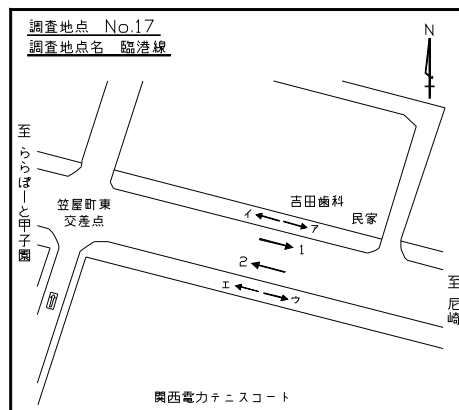 調査地点 No.17
調査地点名 臨港線
N
至 ららぽーと甲子園
笠屋町東
交差点
吉田歯科
民家
イ
ア
1
2
エ
ウ
至 尼崎
関西電力テニスコート